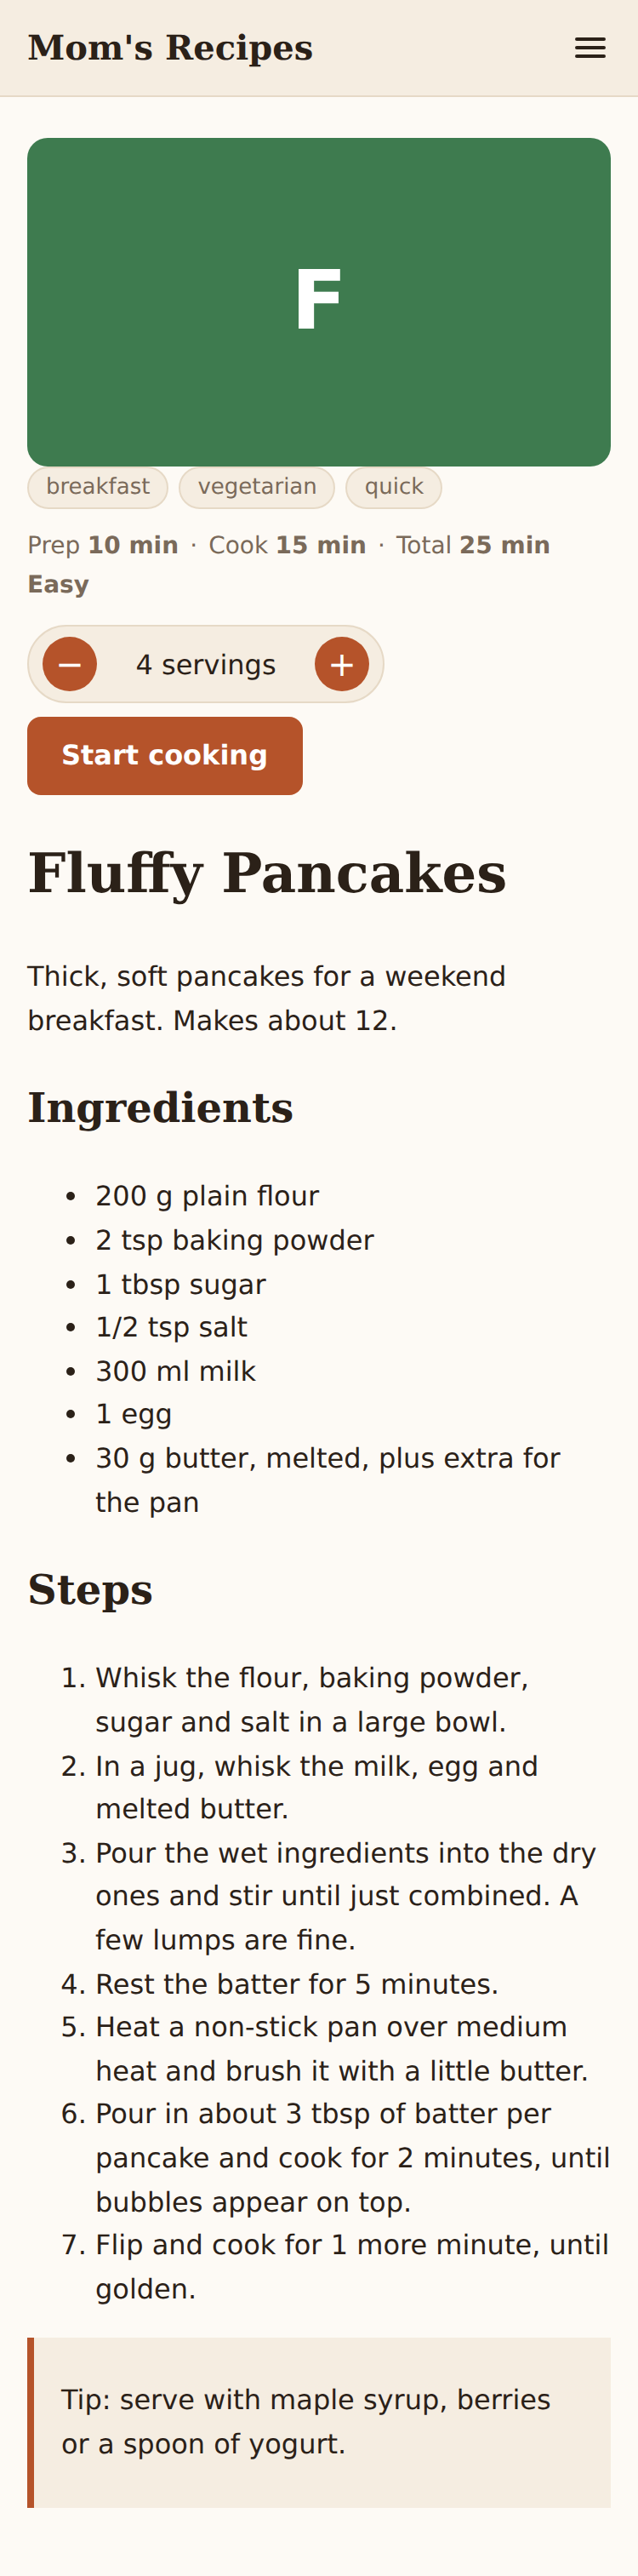 Mom's Recipes
F
breakfast vegetarian quick
Prep 10 min · Cook 15 min · Total 25 min
Easy
− 4 servings +
Start cooking
Fluffy Pancakes
Thick, soft pancakes for a weekend
breakfast. Makes about 12.
Ingredients
• 200 g plain flour
• 2 tsp baking powder
• 1 tbsp sugar
• 1/2 tsp salt
• 300 ml milk
• 1 egg
• 30 g butter, melted, plus extra for
the pan
Steps
1. Whisk the flour, baking powder,
sugar and salt in a large bowl.
2. In a jug, whisk the milk, egg and
melted butter.
3. Pour the wet ingredients into the dry
ones and stir until just combined. A
few lumps are fine.
4. Rest the batter for 5 minutes.
5. Heat a non-stick pan over medium
heat and brush it with a little butter.
6. Pour in about 3 tbsp of batter per
pancake and cook for 2 minutes, until
bubbles appear on top.
7. Flip and cook for 1 more minute, until
golden.
Tip: serve with maple syrup, berries
or a spoon of yogurt.